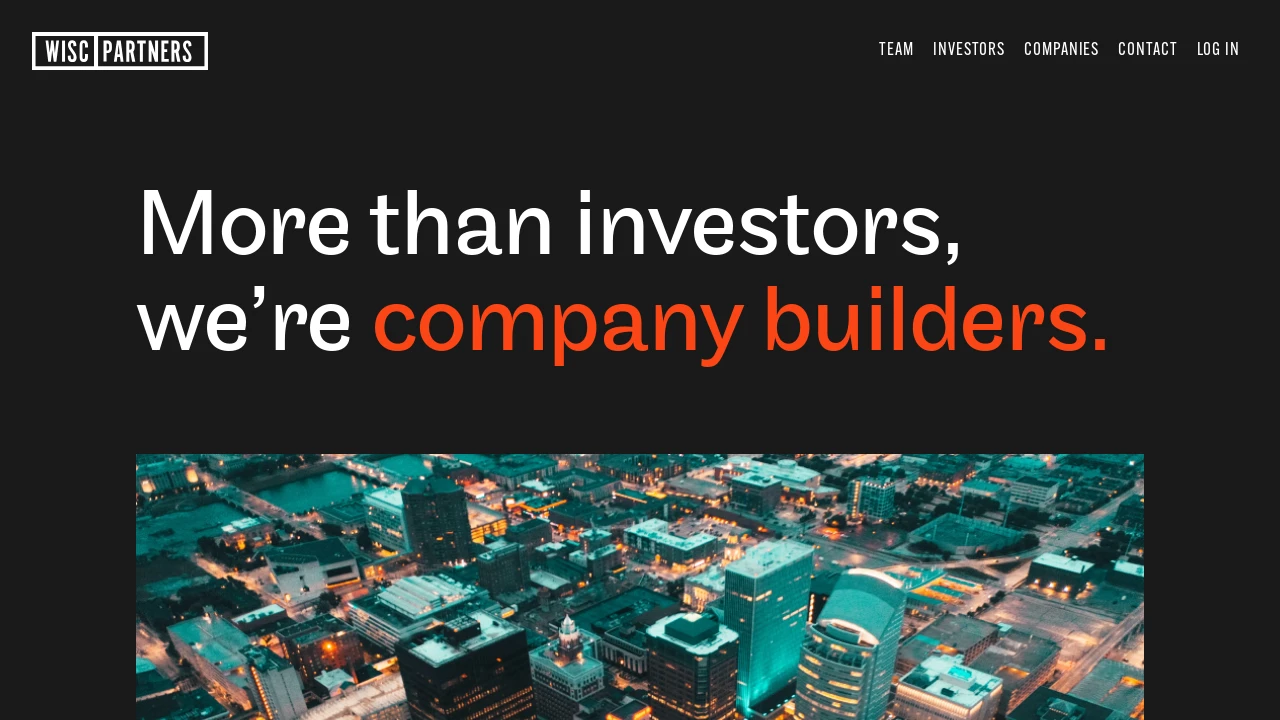 WISC PARTNERS
TEAM INVESTORS COMPANIES CONTACT LOG IN
More than investors,
we’re company builders.